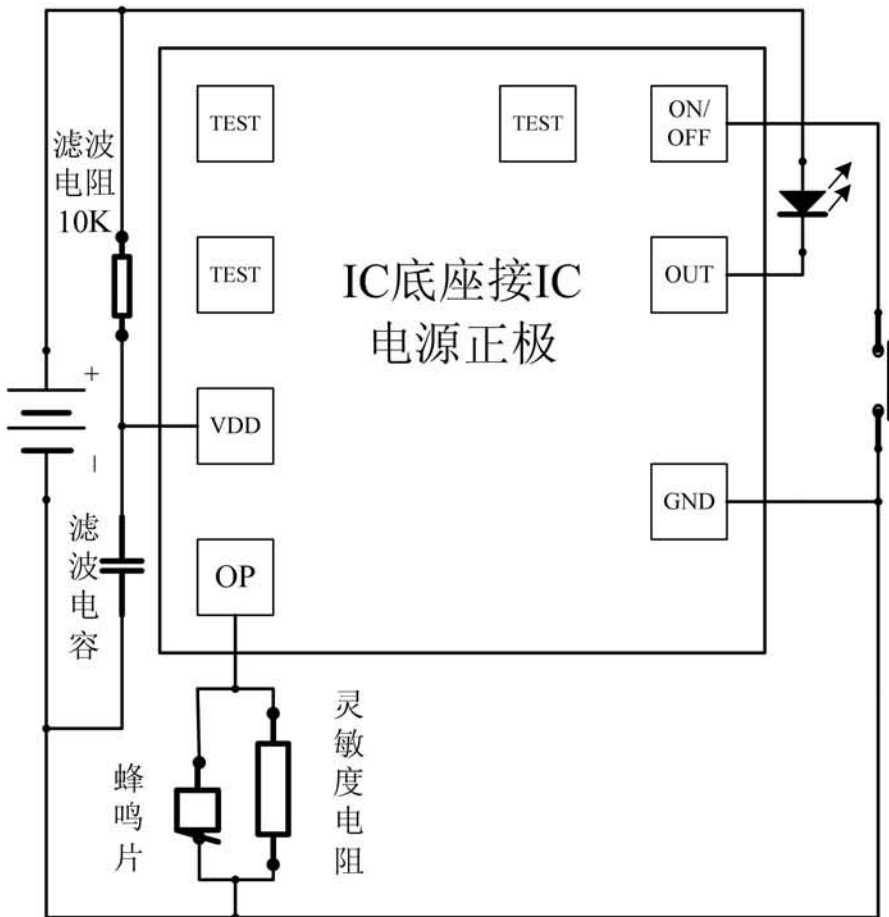 TEST
TEST
ON/
OFF
滤波
电阻
10K
TEST
IC底座接IC
电源正极
OUT
+
VDD
−
GND
滤波电容
OP
灵敏度电阻
蜂鸣片